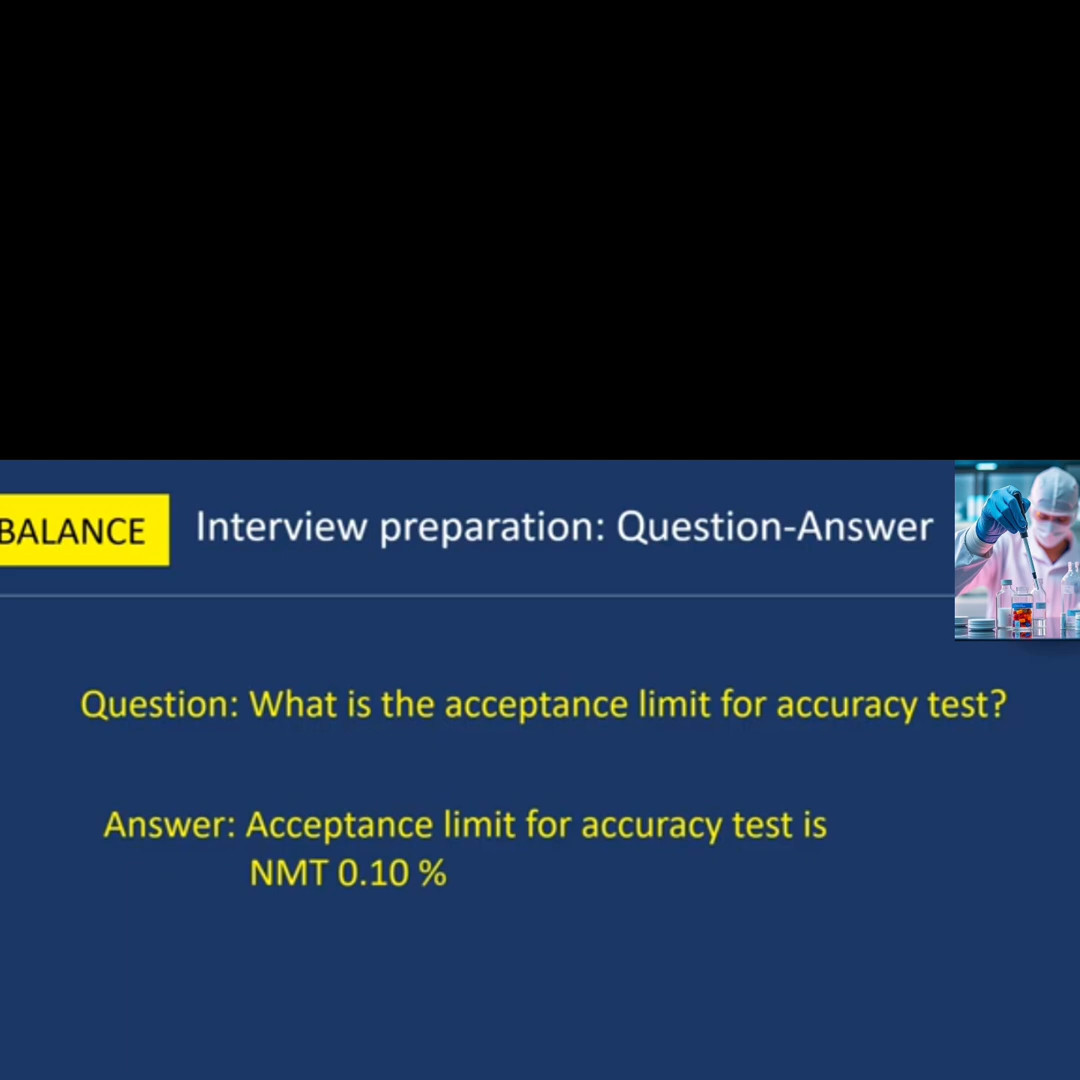 BALANCE
Interview preparation: Question-Answer
Question: What is the acceptance limit for accuracy test?
Answer: Acceptance limit for accuracy test is
NMT 0.10 %